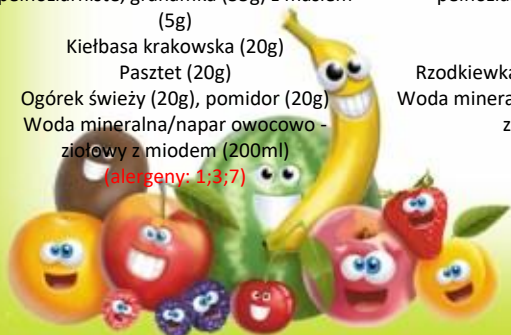 (5g)
Kiełbasa krakowska (20g)
Pasztet (20g)
Ogórek świeży (20g), pomidor (20g)
Woda mineralna/napar owocowo -
ziołowy z miodem (200ml)
(alergeny: 1;3;7)
Rzodkiewka
Woda mineral
z